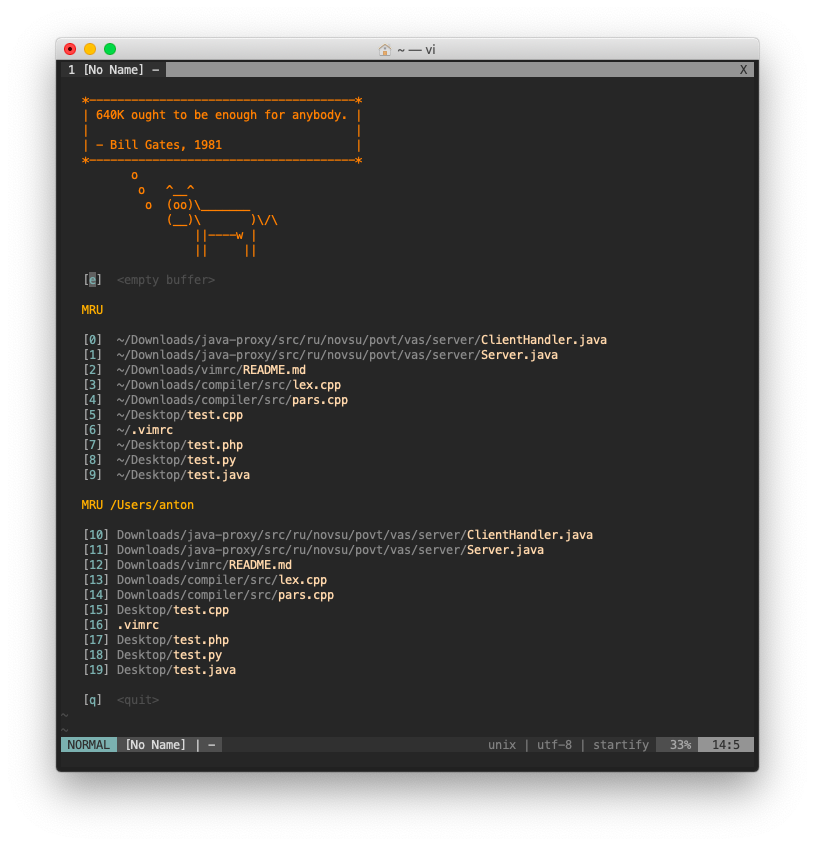 ~ — vi
1 [No Name] - X
*--------------------------------------*
| 640K ought to be enough for anybody. |
|                                      |
| - Bill Gates, 1981                   |
*--------------------------------------*
       o
        o   ^__^
         o  (oo)\_______
            (__)\       )\/\
                ||----w |
                ||     ||
[e]  <empty buffer>
MRU
[0]  ~/Downloads/java-proxy/src/ru/novsu/povt/vas/server/ClientHandler.java
[1]  ~/Downloads/java-proxy/src/ru/novsu/povt/vas/server/Server.java
[2]  ~/Downloads/vimrc/README.md
[3]  ~/Downloads/compiler/src/lex.cpp
[4]  ~/Downloads/compiler/src/pars.cpp
[5]  ~/Desktop/test.cpp
[6]  ~/.vimrc
[7]  ~/Desktop/test.php
[8]  ~/Desktop/test.py
[9]  ~/Desktop/test.java
MRU /Users/anton
[10] Downloads/java-proxy/src/ru/novsu/povt/vas/server/ClientHandler.java
[11] Downloads/java-proxy/src/ru/novsu/povt/vas/server/Server.java
[12] Downloads/vimrc/README.md
[13] Downloads/compiler/src/lex.cpp
[14] Downloads/compiler/src/pars.cpp
[15] Desktop/test.cpp
[16] .vimrc
[17] Desktop/test.php
[18] Desktop/test.py
[19] Desktop/test.java
[q]  <quit>
~
~
NORMAL [No Name] | - unix | utf-8 | startify 33% 14:5